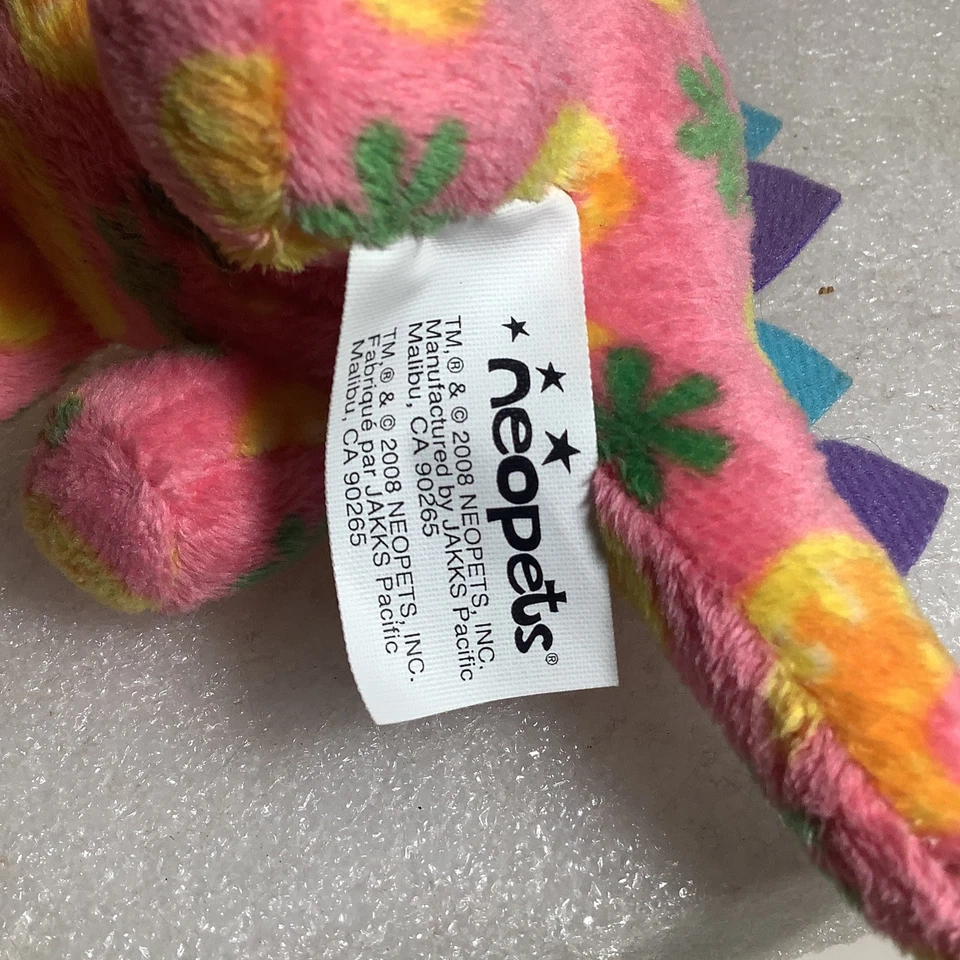 neopets®
TM,® & © 2008 NEOPETS, INC.
Manufactured by JAKKS Pacific
Malibu, CA 90265
TM,® & © 2008 NEOPETS, INC.
Fabriqué par JAKKS Pacific
Malibu, CA 90265